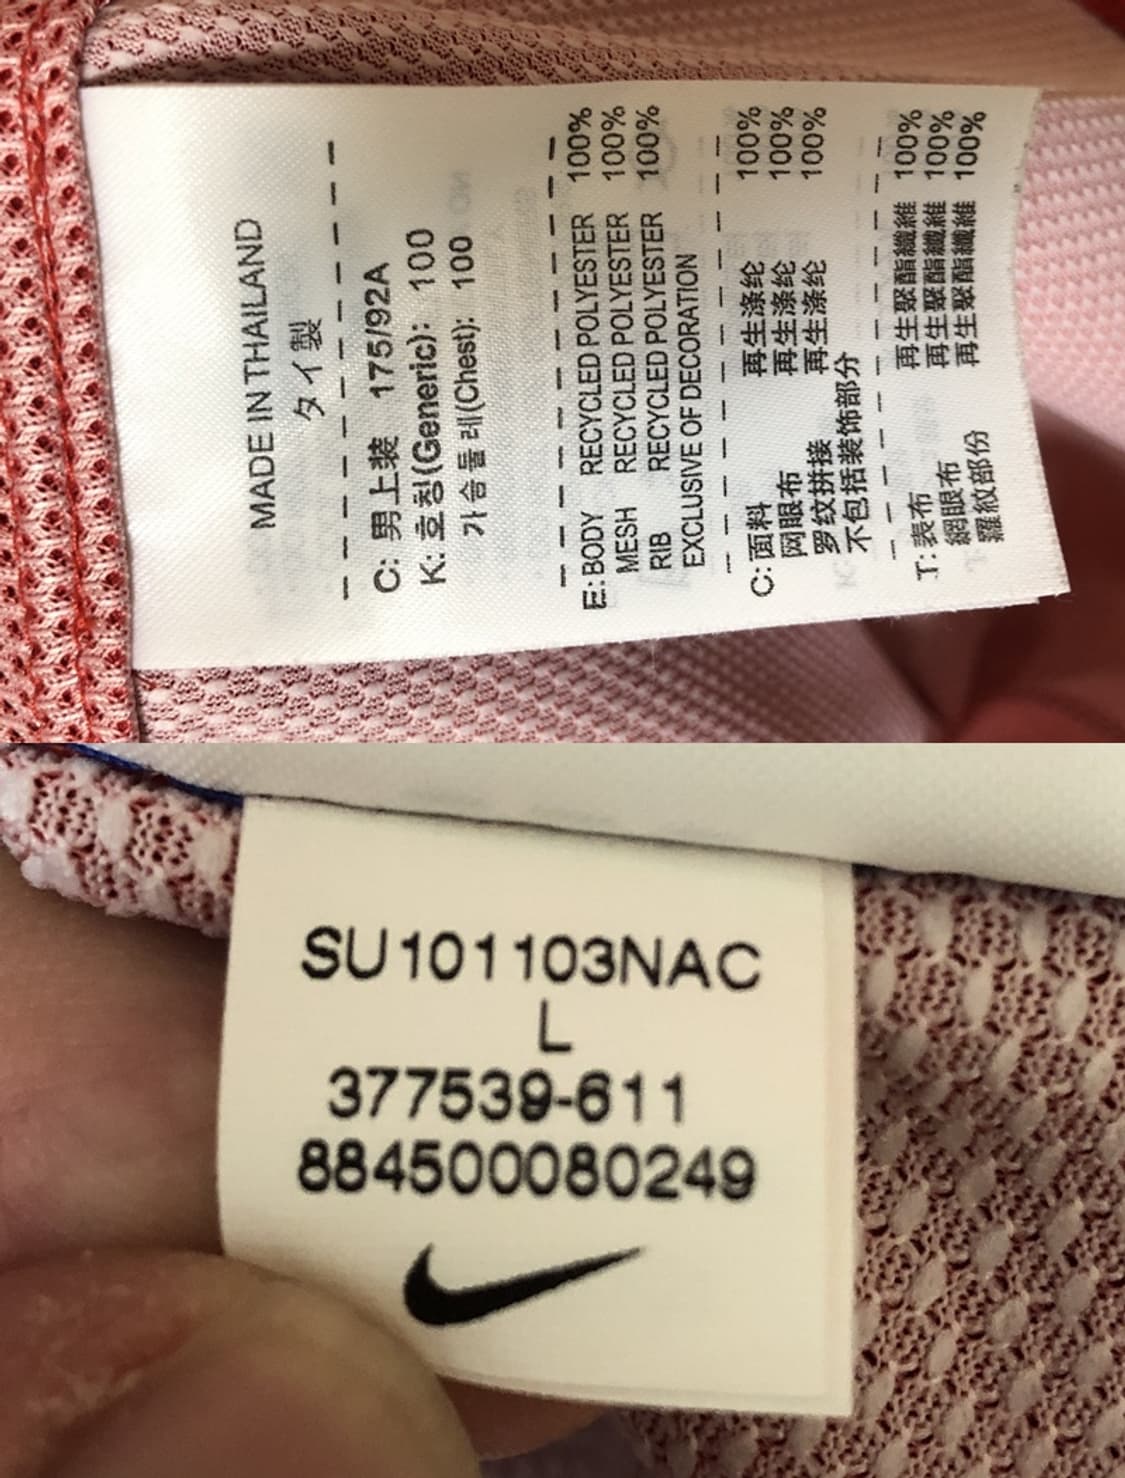 MADE IN THAILAND
タイ製
C: 男上装 175/92A
K: 호칭(Generic): 100
가슴둘레(Chest): 100
E: BODY RECYCLED POLYESTER 100%
MESH RECYCLED POLYESTER 100%
RIB RECYCLED POLYESTER 100%
EXCLUSIVE OF DECORATION
C: 面料 再生涤纶 100%
网眼布 再生涤纶 100%
罗纹拼接 再生涤纶 100%
不包括装饰部分
T: 表布 再生聚酯纖維 100%
網眼布 再生聚酯纖維 100%
羅紋部份 再生聚酯纖維 100%
SU101103NAC
L
377539-611
884500080249